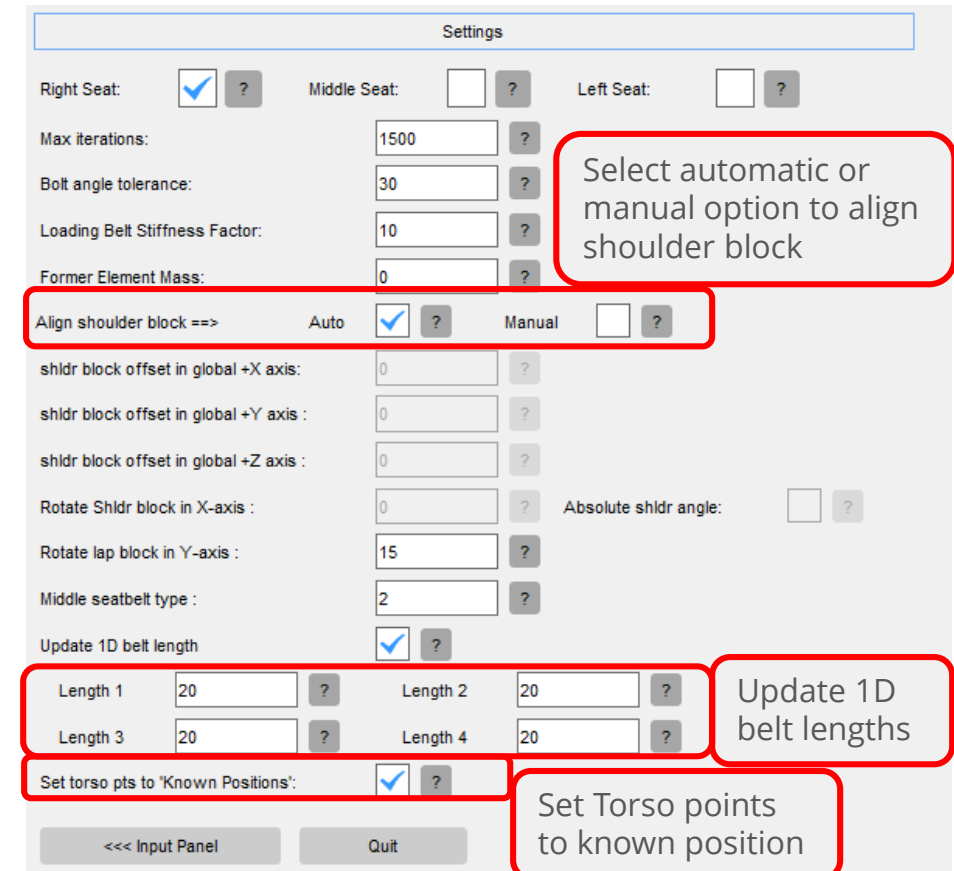 Settings
Right Seat: ? Middle Seat: ? Left Seat: ?
Max iterations: 1500 ?
Bolt angle tolerance: 30 ?
Loading Belt Stiffness Factor: 10 ?
Former Element Mass: 0 ?
Select automatic or
manual option to align
shoulder block
Align shoulder block ==> Auto ? Manual ?
shldr block offset in global +X axis: 0 ?
shldr block offset in global +Y axis : 0 ?
shldr block offset in global +Z axis : 0 ?
Rotate Shldr block in X-axis : 0 ? Absolute shldr angle: ?
Rotate lap block in Y-axis : 15 ?
Middle seatbelt type : 2 ?
Update 1D belt length ?
Length 1 20 ? Length 2 20 ?
Length 3 20 ? Length 4 20 ?
Update 1D
belt lengths
Set torso pts to 'Known Positions': ?
Set Torso points
to known position
<<< Input Panel Quit